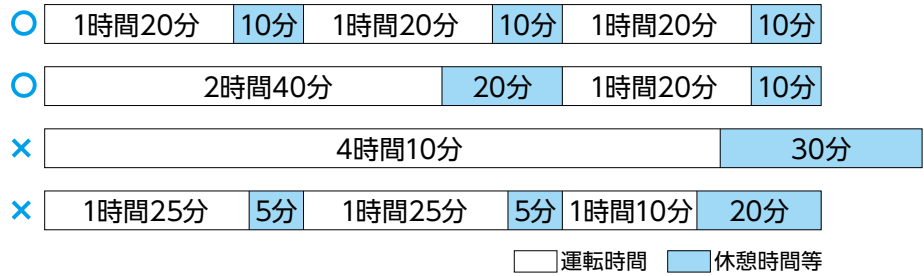 ○ 1時間20分 10分 1時間20分 10分 1時間20分 10分
○ 2時間40分 20分 1時間20分 10分
× 4時間10分 30分
× 1時間25分 5分 1時間25分 5分 1時間10分 20分
運転時間 休憩時間等